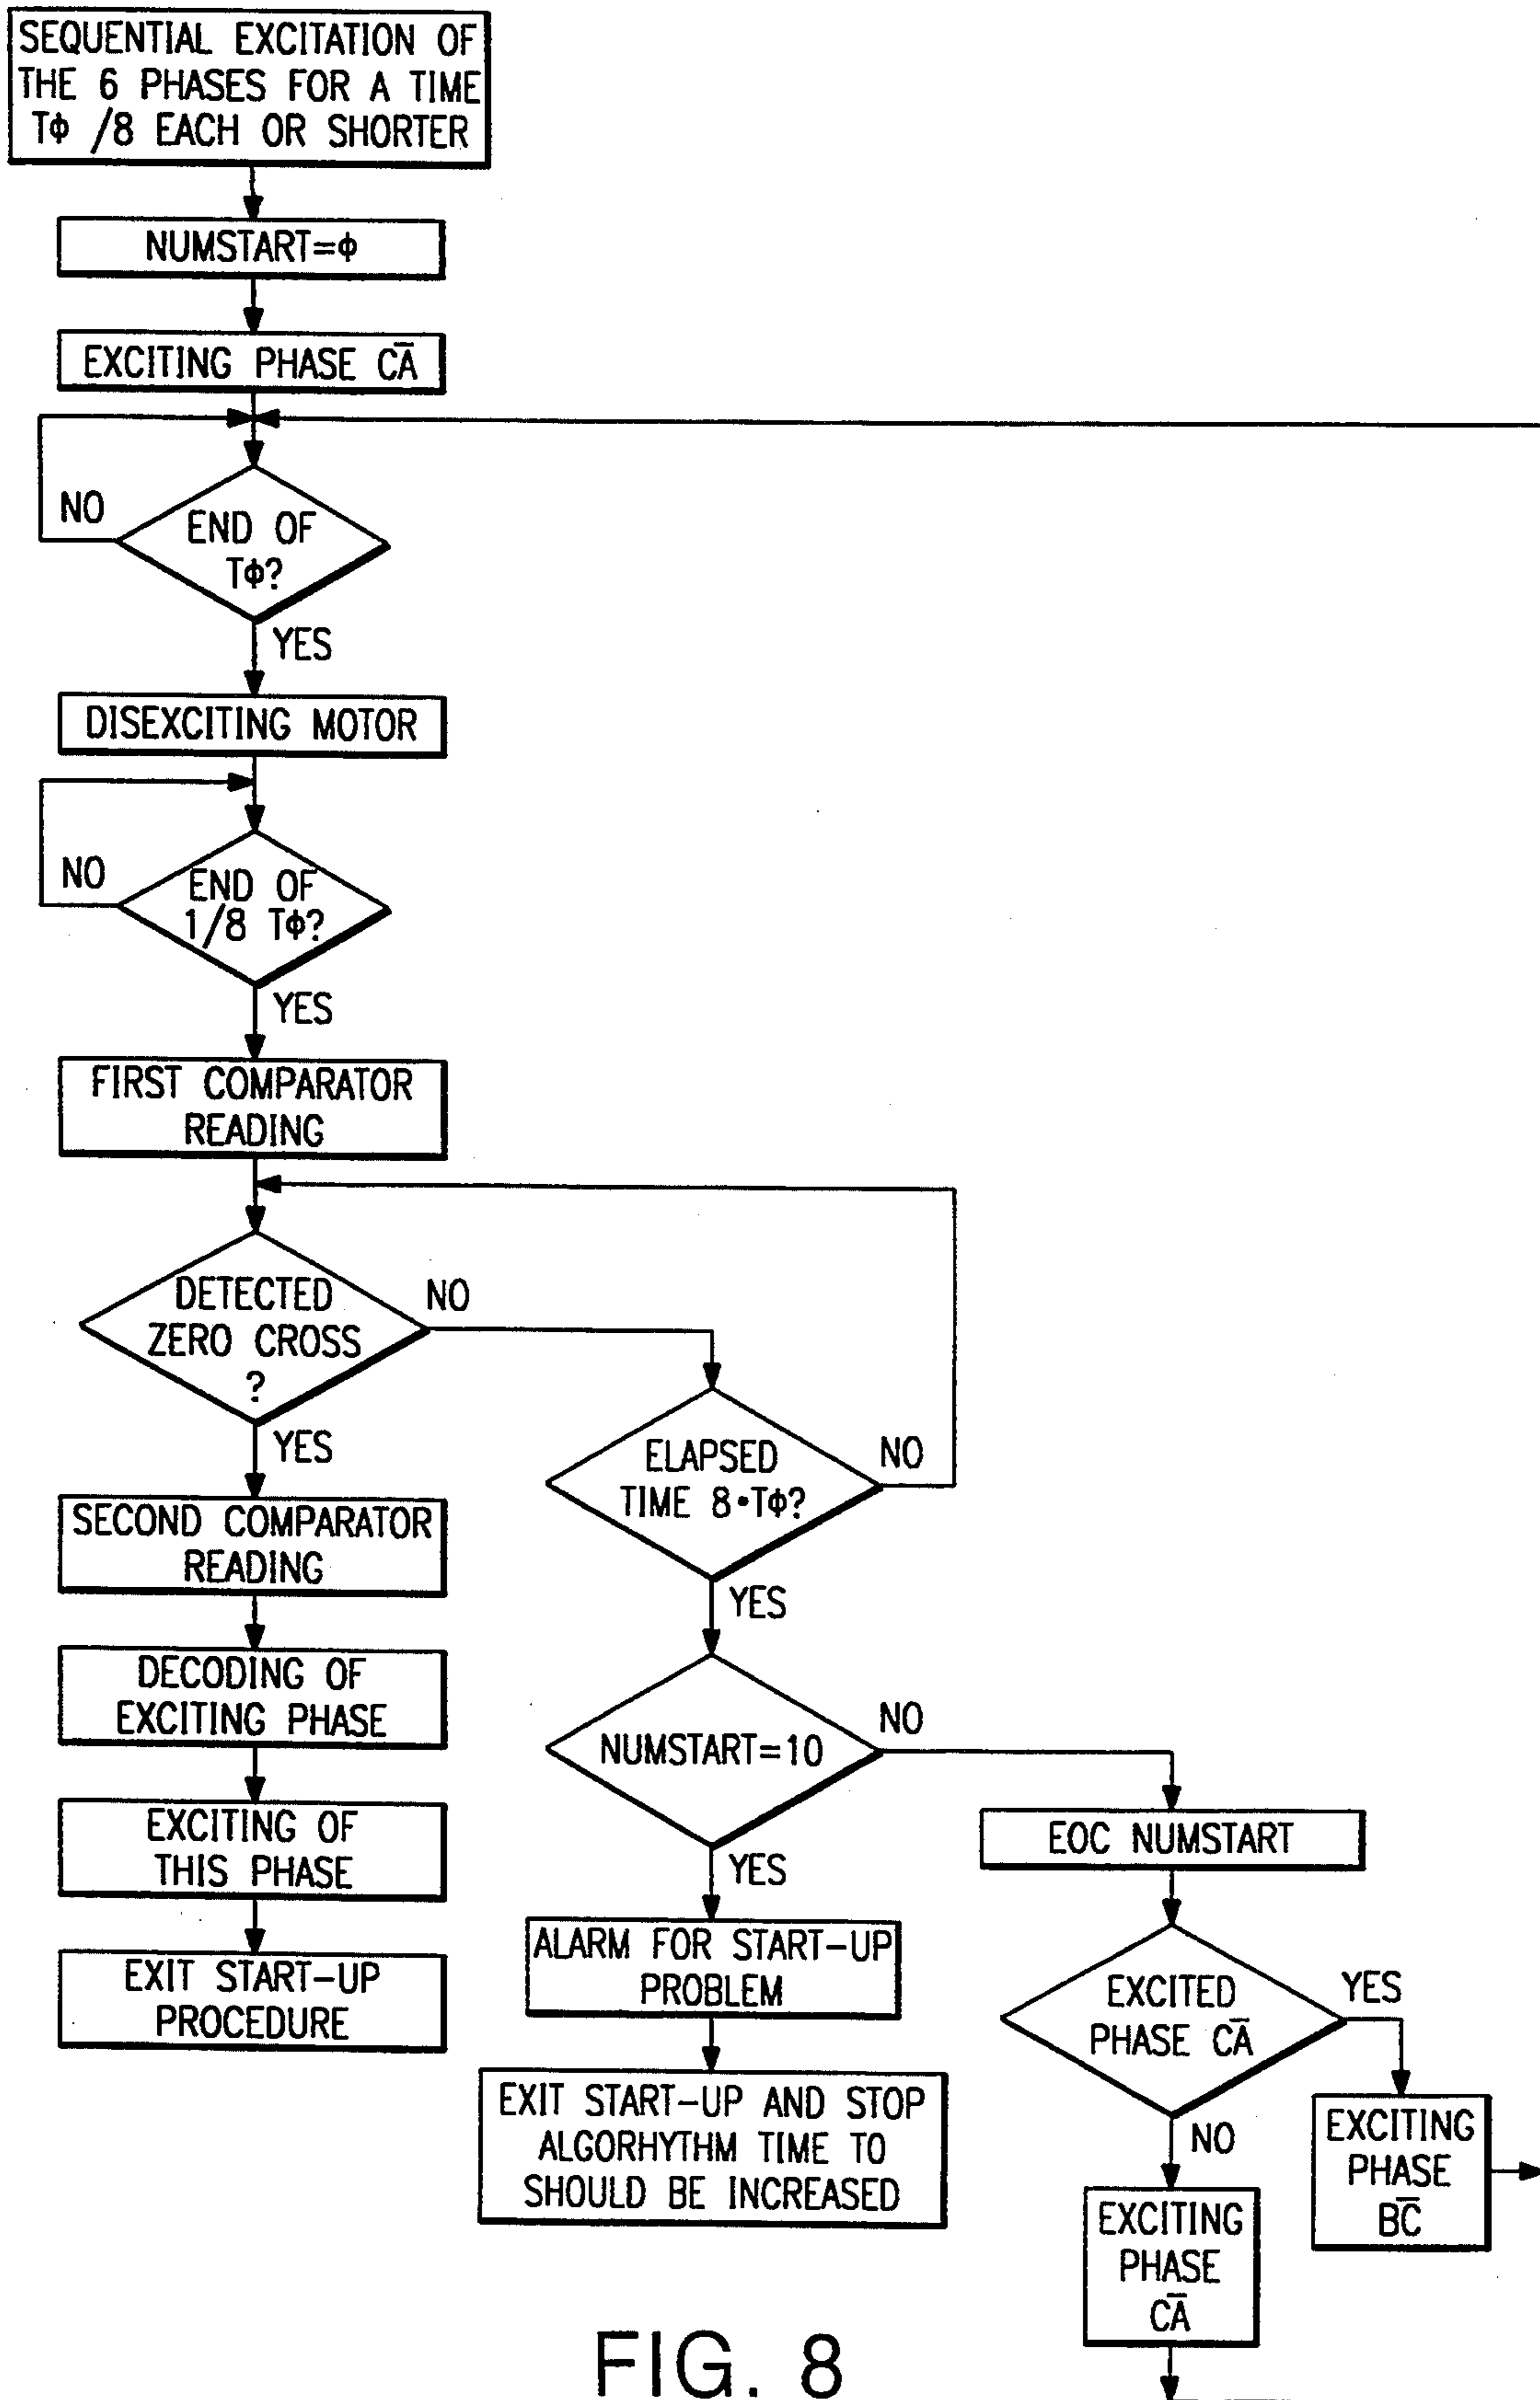 SEQUENTIAL EXCITATION OF
THE 6 PHASES FOR A TIME
TΦ /8 EACH OR SHORTER
NUMSTART=Φ
EXCITING PHASE CA̅
NO
END OF
TΦ?
YES
DISEXCITING MOTOR
NO
END OF
1/8 TΦ?
YES
FIRST COMPARATOR
READING
DETECTED
ZERO CROSS
?
NO
YES
ELAPSED
TIME 8•TΦ?
NO
YES
SECOND COMPARATOR
READING
DECODING OF
EXCITING PHASE
EXCITING OF
THIS PHASE
EXIT START-UP
PROCEDURE
NUMSTART=10
NO
YES
ALARM FOR START-UP
PROBLEM
EXIT START-UP AND STOP
ALGORHYTHM TIME TO
SHOULD BE INCREASED
EOC NUMSTART
EXCITED
PHASE CA̅
YES
NO
EXCITING
PHASE
BC̅
EXCITING
PHASE
CA̅
FIG. 8